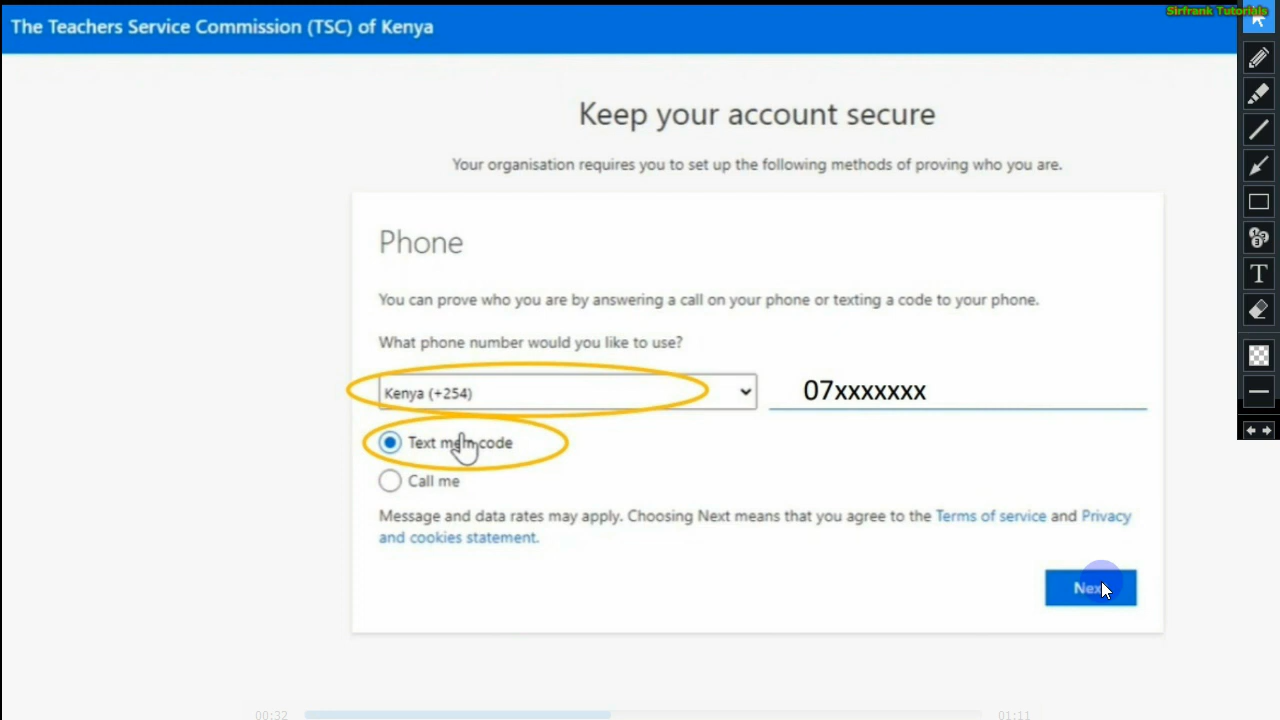 Sirfrank Tutorials
The Teachers Service Commission (TSC) of Kenya
Keep your account secure
Your organisation requires you to set up the following methods of proving who you are.
Phone
You can prove who you are by answering a call on your phone or texting a code to your phone.
What phone number would you like to use?
Kenya (+254)
07xxxxxxx
Text me a code
Call me
Message and data rates may apply. Choosing Next means that you agree to the Terms of service and Privacy
and cookies statement.
Next
00:32
01:11